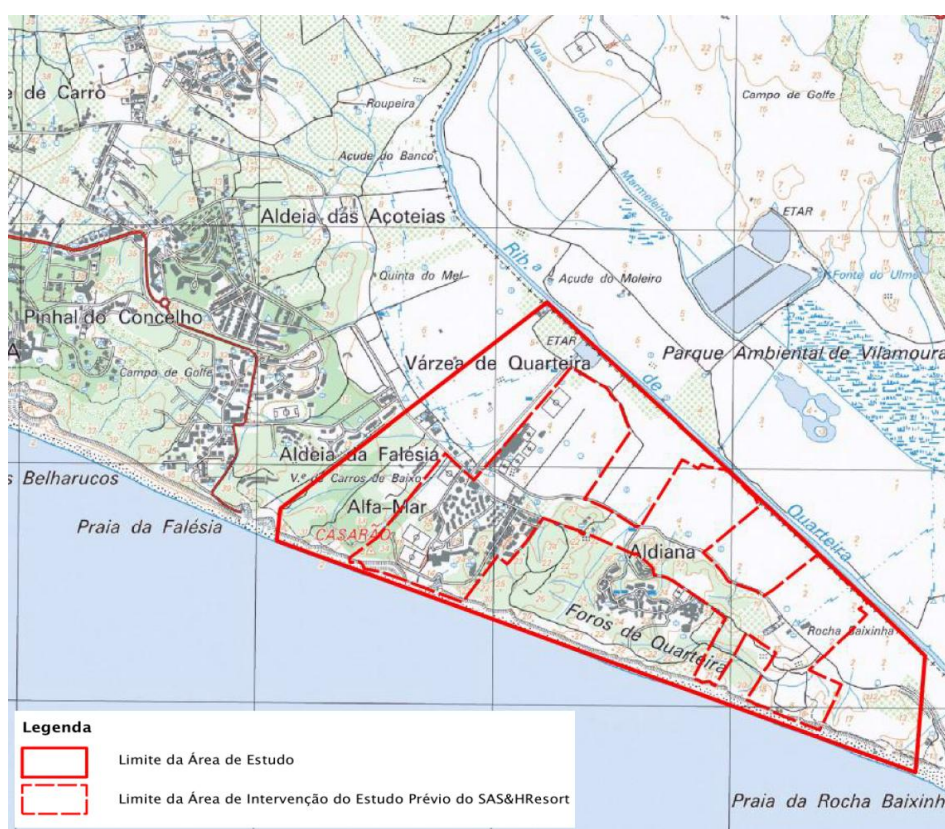 e de Carro
Roupeira
Vala
dos
Marmeleiros
Campo de Golfe
Açude do Banco
Aldeia das Açoteias
ETAR
Rib.a
Quinta do Mel
Açude do Moleiro
Fonte do Ulme
Pinhal do Concelho
A
ETAR
de
Parque Ambiental de Vilamoura
Campo de Golfe
Várzea de Quarteira
Aldeia da Falésia
V.e de Carros de Baixo
s Belharucos
Alfa-Mar
Quarteira
Praia da Falésia
CASARÃO
Aldiana
Foros de Quarteira
Rocha Baixinha
Legenda
Limite da Área de Estudo
Limite da Área de Intervenção do Estudo Prévio do SAS&HResort
Praia da Rocha Baixinh